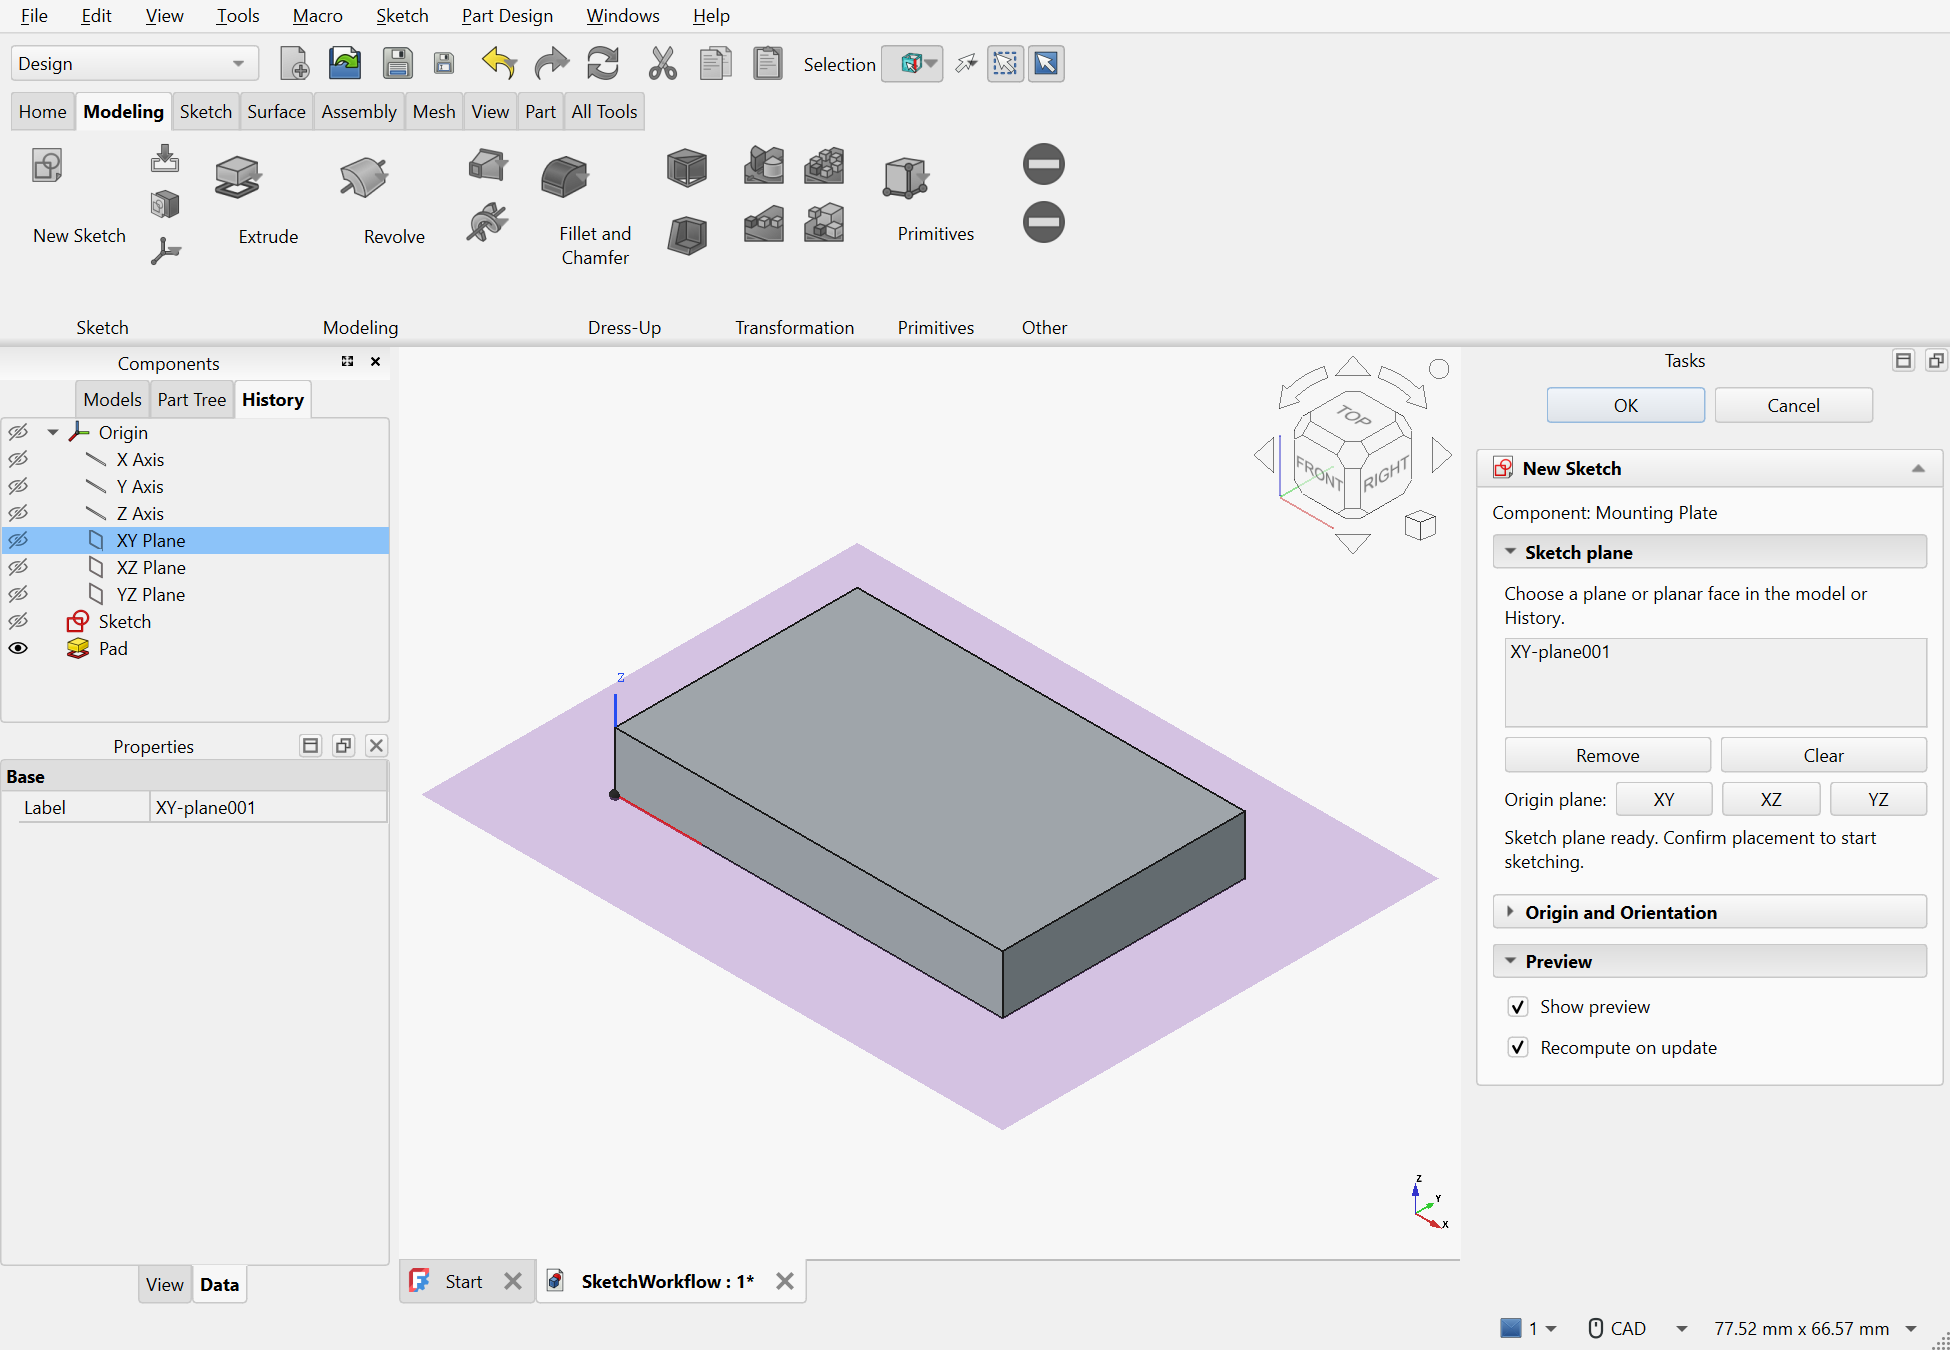 File Edit View Tools Macro Sketch Part Design Windows Help
Design
Selection
Home Modeling Sketch Surface Assembly Mesh View Part All Tools
New Sketch
Extrude
Revolve
Fillet and
Chamfer
Primitives
Sketch Modeling Dress-Up Transformation Primitives Other
Components
Models Part Tree History
Origin
X Axis
Y Axis
Z Axis
XY Plane
XZ Plane
YZ Plane
Sketch
Pad
Properties
Base
Label XY-plane001
View Data
TOP
FRONT
RIGHT
Z
Z
Y
X
Start
SketchWorkflow : 1*
Tasks
OK Cancel
New Sketch
Component: Mounting Plate
Sketch plane
Choose a plane or planar face in the model or
History.
XY-plane001
Remove Clear
Origin plane: XY XZ YZ
Sketch plane ready. Confirm placement to start
sketching.
Origin and Orientation
Preview
Show preview
Recompute on update
1 CAD 77.52 mm x 66.57 mm